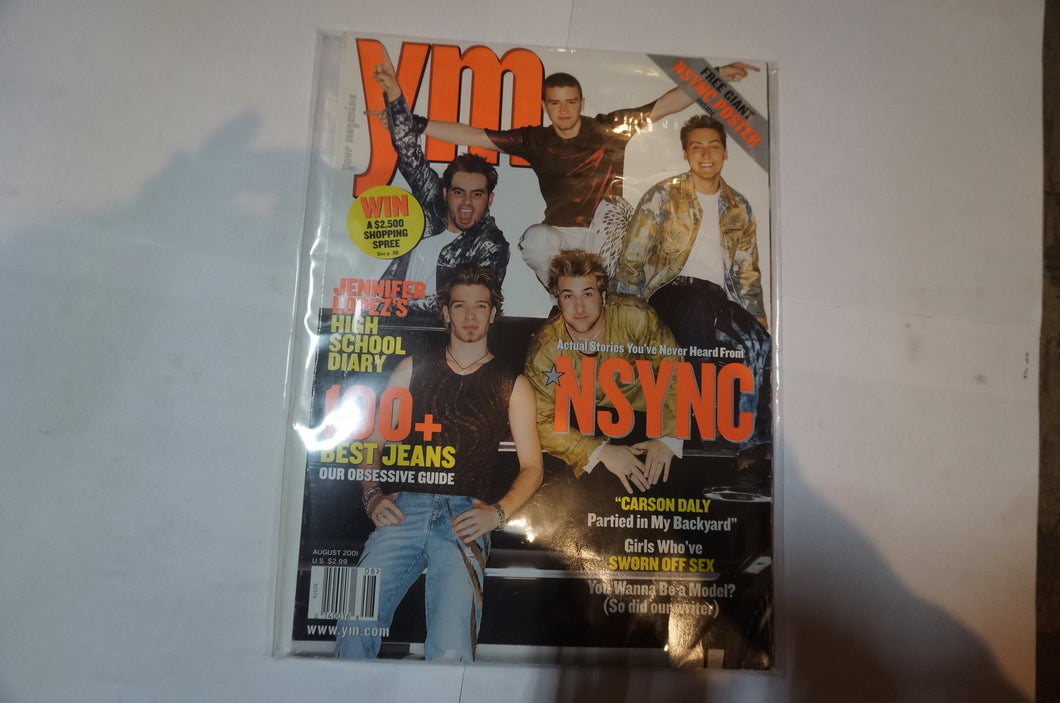 ym
your magazine
FREE GIANT
NSYNC POSTER
INSIDE
WIN
A $2,500
SHOPPING
SPREE
See p. 39
JENNIFER
LOPEZ'S
HIGH
SCHOOL
DIARY
100+
BEST JEANS
OUR OBSESSIVE GUIDE
Actual Stories You've Never Heard From
*NSYNC
"CARSON DALY
Partied in My Backyard"
Girls Who've
SWORN OFF SEX
You Wanna Be a Model?
(So did our writer)
AUGUST 2001
U.S. $2.99
08>
www.ym.com